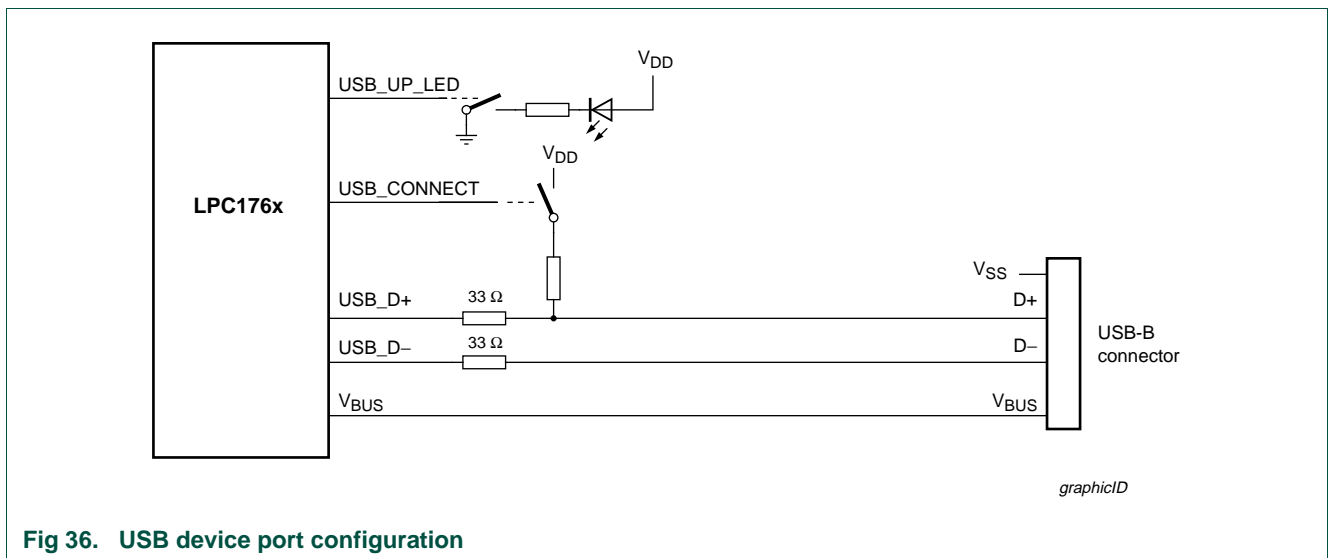 V_DD
USB_UP_LED
V_DD
USB_CONNECT
LPC176x
V_SS
USB_D+ 33 Ω D+
USB_D− 33 Ω D−
USB-B
connector
V_BUS V_BUS
graphicID
Fig 36. USB device port configuration